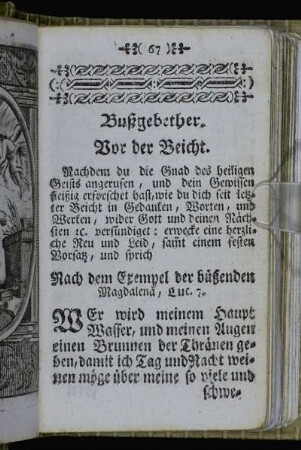 67
Bußgebether.
Vor der Beicht.
Nachdem du die Gnad des heiligen
Geists angerufen, und dein Gewissen
fleißig erforschet hast, wie du dich seit letz-
ter Beicht in Gedanken, Worten, und
Werken, wider Gott und deinen Näch-
sten ꝛc. versündiget: erwecke eine herzli-
che Reu und Leid, samt einem festen
Vorsatz, und sprich
Nach dem Exempel der büßenden
Magdalena, Luc. 7.
WEr wird meinem Haupt
Wasser, und meinen Augen
einen Brunnen der Thränen ge-
ben, damit ich Tag und Nacht wei-
nen möge über meine so viele und
schwe-